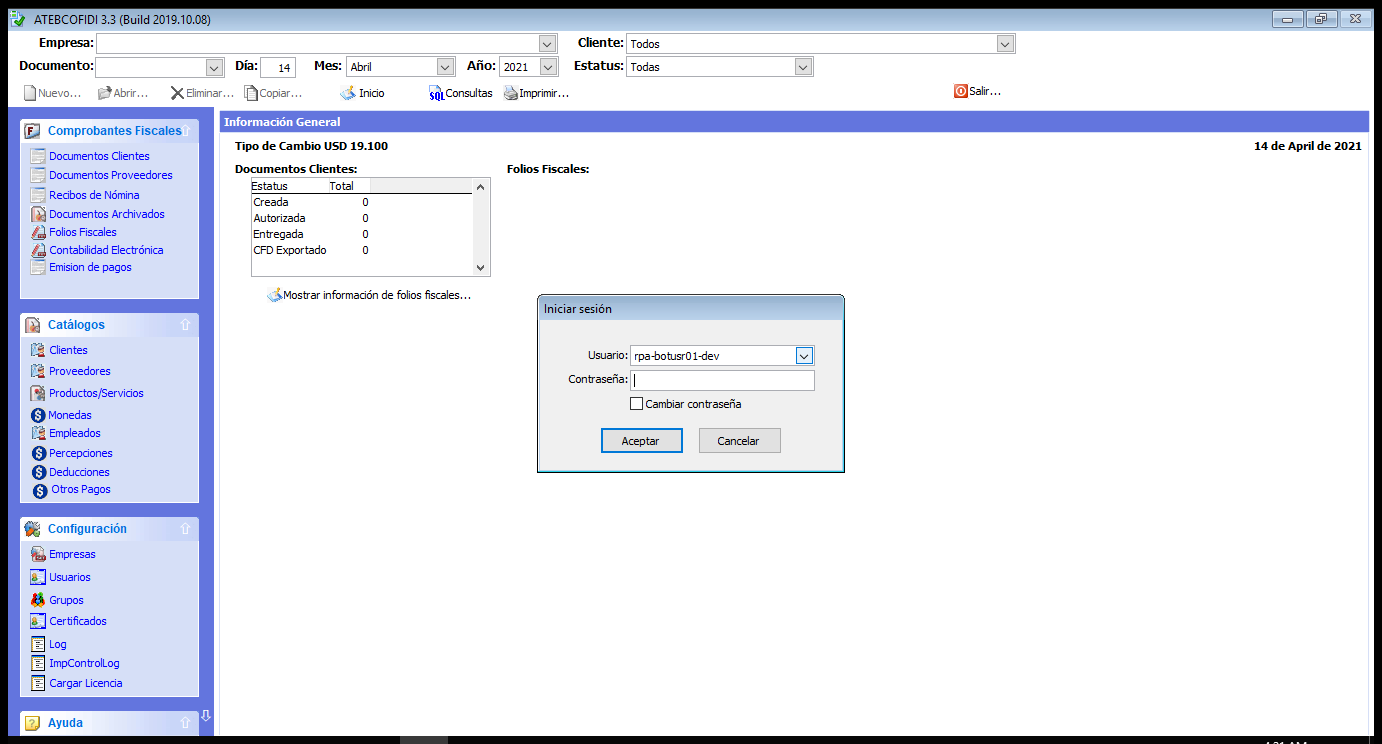 ATEBCOFIDI 3.3 (Build 2019.10.08)
Empresa: Cliente: Todos
Documento: Día: 14 Mes: Abril Año: 2021 Estatus: Todas
Nuevo... Abrir... Eliminar... Copiar... Inicio SQL Consultas Imprimir... Salir...
Comprobantes Fiscales
Documentos Clientes
Documentos Proveedores
Recibos de Nómina
Documentos Archivados
Folios Fiscales
Contabilidad Electrónica
Emision de pagos
Catálogos
Clientes
Proveedores
Productos/Servicios
Monedas
Empleados
Percepciones
Deducciones
Otros Pagos
Configuración
Empresas
Usuarios
Grupos
Certificados
Log
ImpControlLog
Cargar Licencia
Ayuda
Información General
Tipo de Cambio USD 19.100 14 de April de 2021
Documentos Clientes: Folios Fiscales:
Estatus Total
Creada 0
Autorizada 0
Entregada 0
CFD Exportado 0
Mostrar información de folios fiscales...
Iniciar sesión
Usuario: rpa-botusr01-dev
Contraseña:
Cambiar contraseña
Aceptar Cancelar